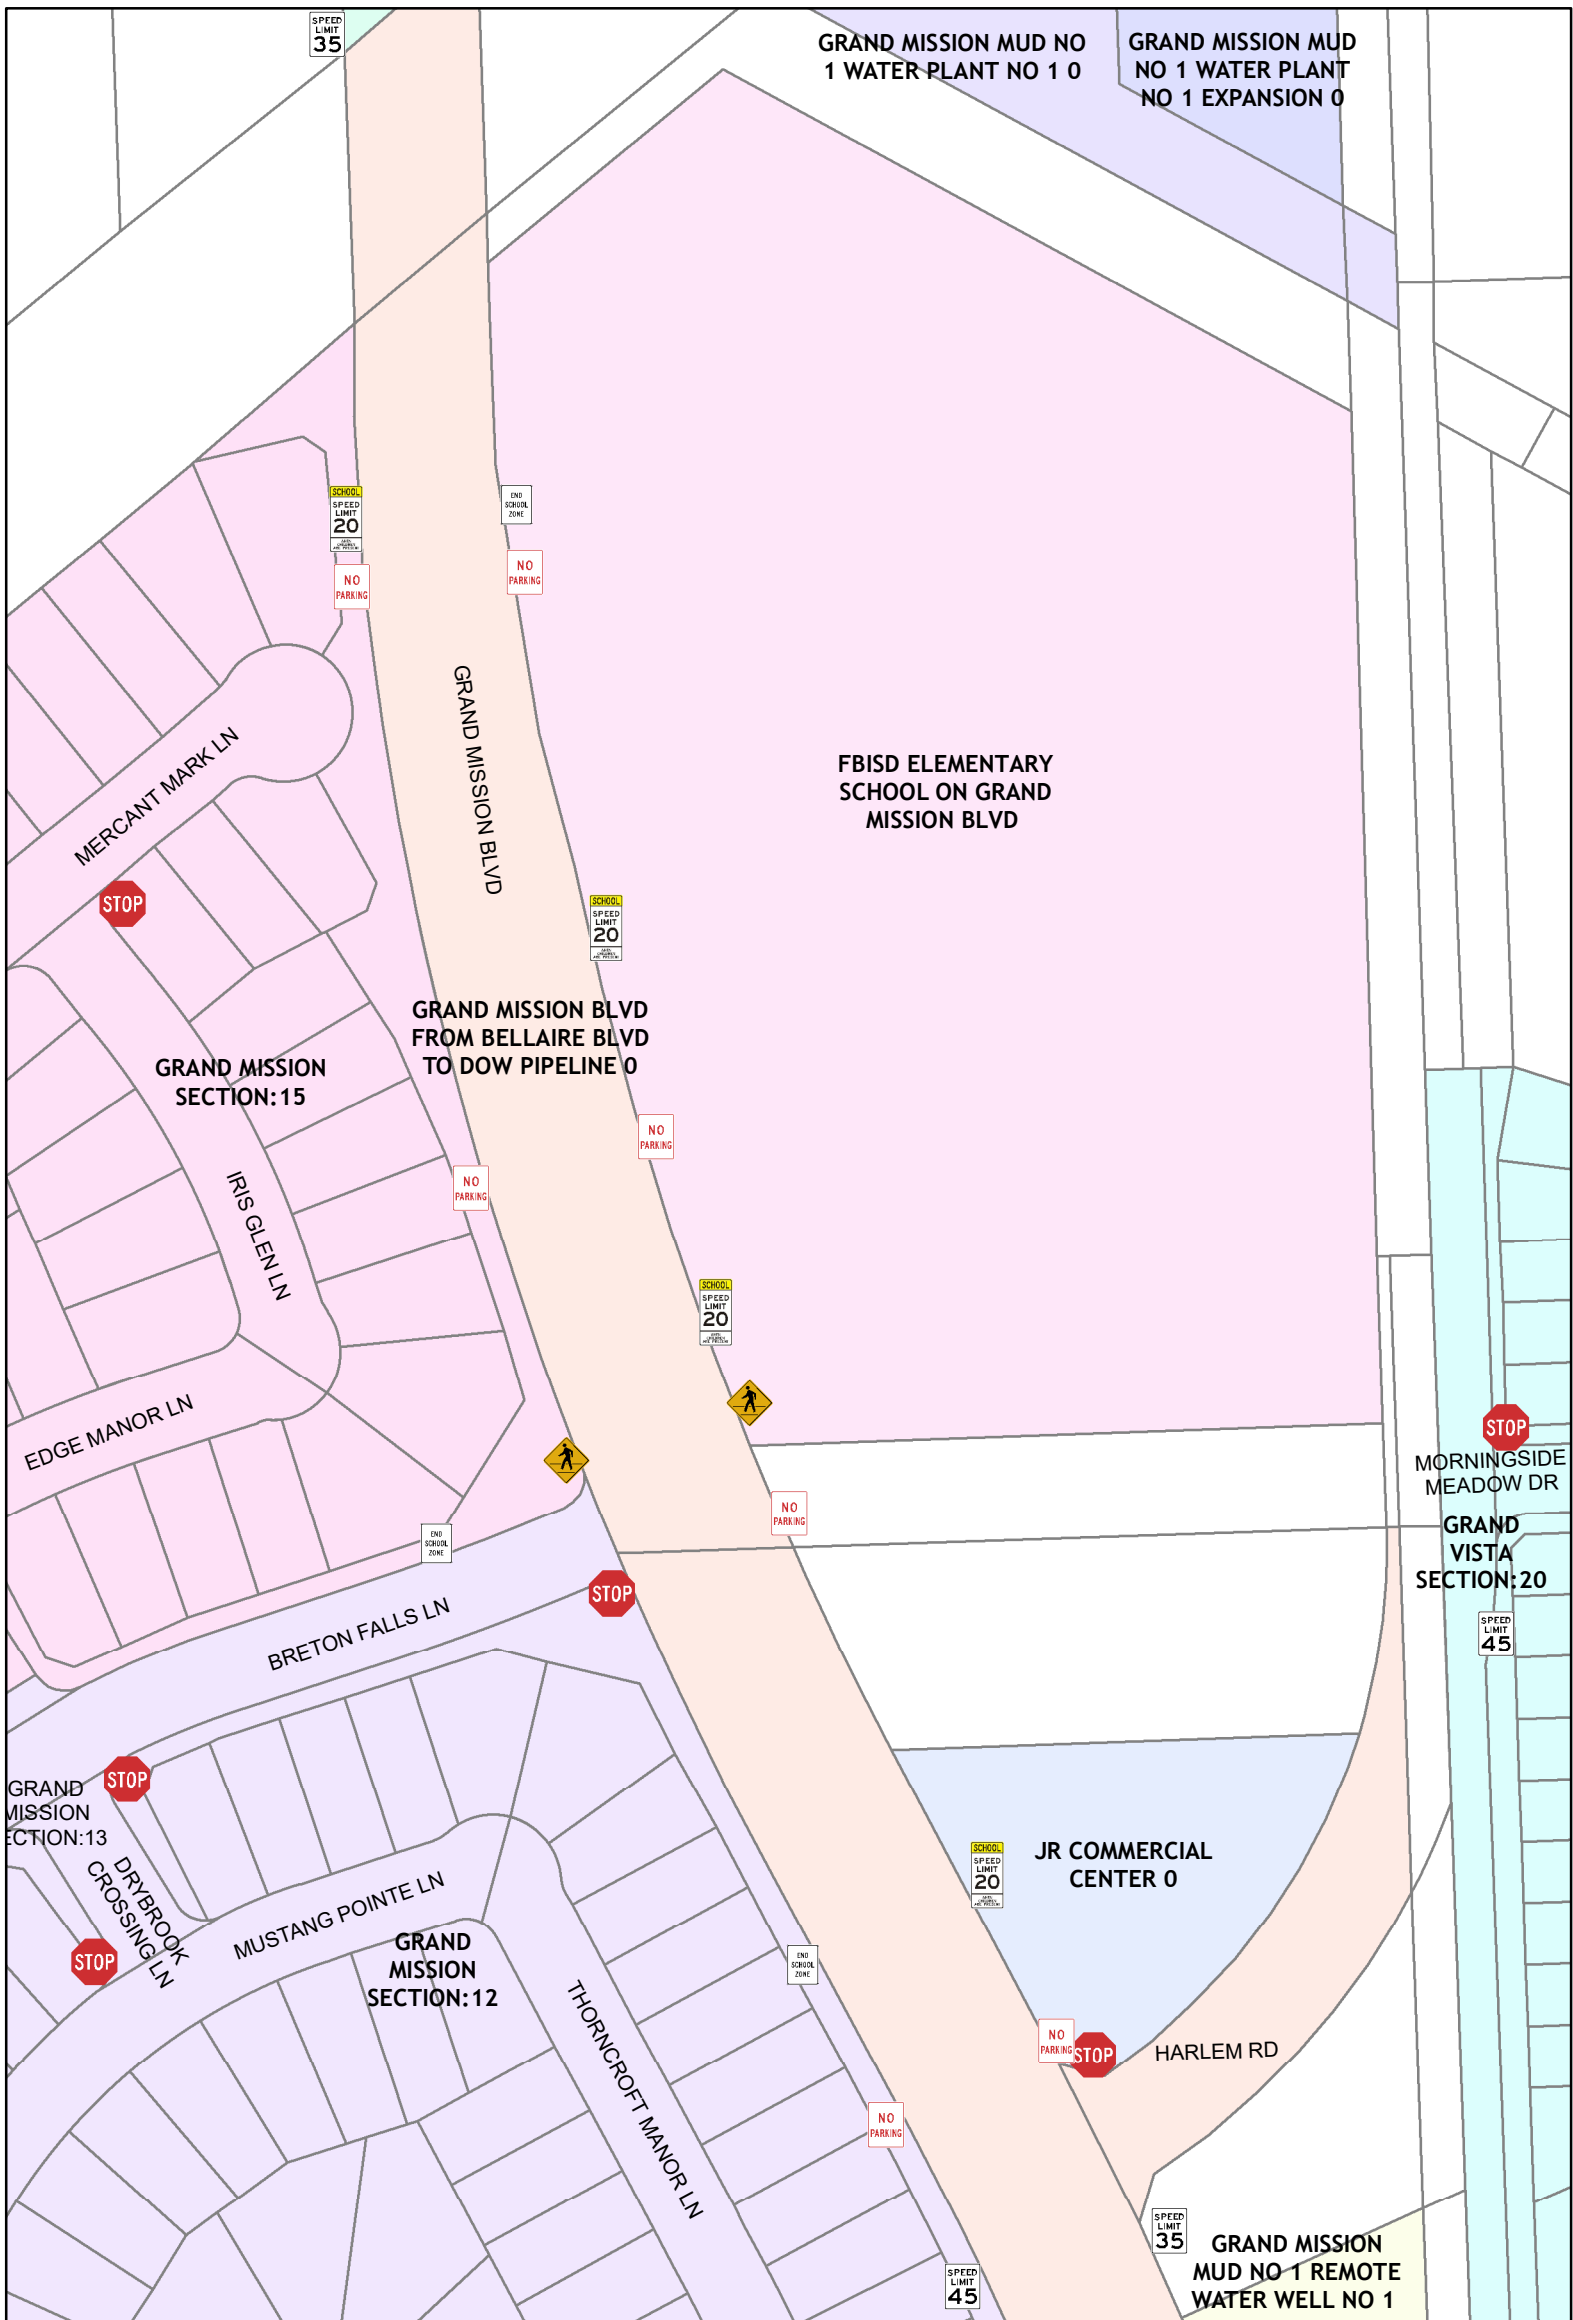 SPEED
LIMIT
35
GRAND MISSION MUD NO
1 WATER PLANT NO 1 0
GRAND MISSION MUD
NO 1 WATER PLANT
NO 1 EXPANSION 0
SCHOOL
SPEED
LIMIT
20
END
SCHOOL
ZONE
NO
PARKING
NO
PARKING
GRAND MISSION BLVD
MERCANT MARK LN
FBISD ELEMENTARY
SCHOOL ON GRAND
MISSION BLVD
STOP
SCHOOL
SPEED
LIMIT
20
GRAND MISSION BLVD
FROM BELLAIRE BLVD
TO DOW PIPELINE 0
GRAND MISSION
SECTION:15
NO
PARKING
NO
PARKING
IRIS GLEN LN
SCHOOL
SPEED
LIMIT
20
EDGE MANOR LN
STOP
MORNINGSIDE
MEADOW DR
NO
PARKING
END
SCHOOL
ZONE
GRAND
VISTA
SECTION:20
STOP
BRETON FALLS LN
SPEED
LIMIT
45
STOP
GRAND
MISSION
ECTION:13
DRYBROOK
CROSSING LN
SCHOOL
SPEED
LIMIT
20
JR COMMERCIAL
CENTER 0
MUSTANG POINTE LN
STOP
GRAND
MISSION
SECTION:12
END
SCHOOL
ZONE
THORNCROFT MANOR LN
NO
PARKING
STOP
HARLEM RD
NO
PARKING
SPEED
LIMIT
35
SPEED
LIMIT
45
GRAND MISSION
MUD NO 1 REMOTE
WATER WELL NO 1